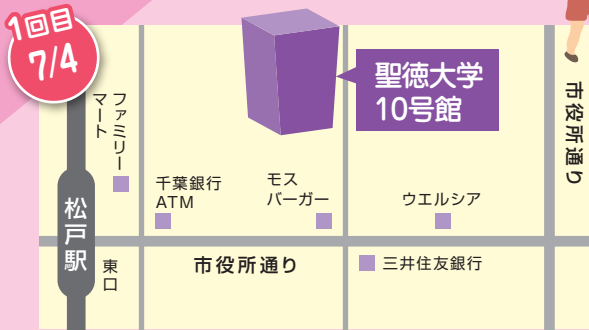 1回目
7/4
聖徳大学
10号館
市役所通り
ファミリー
マート
千葉銀行
ATM
モス
バーガー
ウエルシア
松戸駅
東口
市役所通り
三井住友銀行